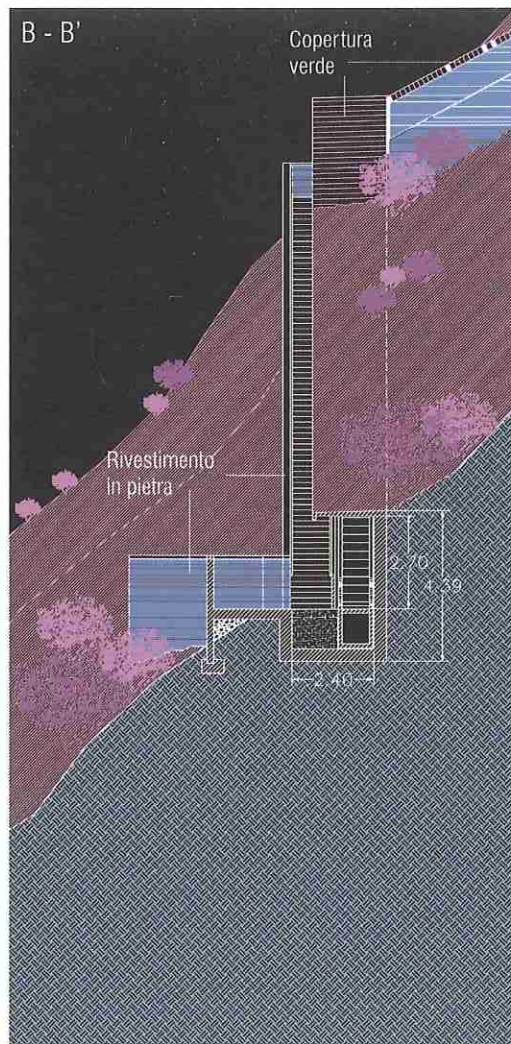 B - B'
Copertura
verde
Rivestimento
In pietra
2.70
4.39
2.40